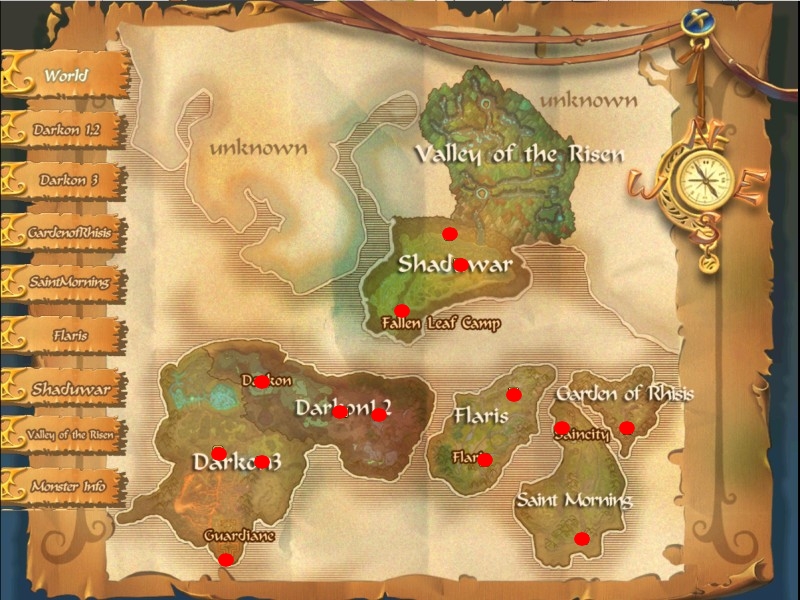 World
Darkon 1,2
Darkon 3
GardenofRhisis
SaintMorning
Flaris
Shaduwar
Valley of the Risen
Monster Info
unknown
unknown
Valley of the Risen
N
E
W
E
S
Shaduwar
Fallen Leaf Camp
Darkon
Darkon1,2
Darkon3
Guardiane
Flaris
Flaris
Garden of Rhisis
Saincity
Saint Morning